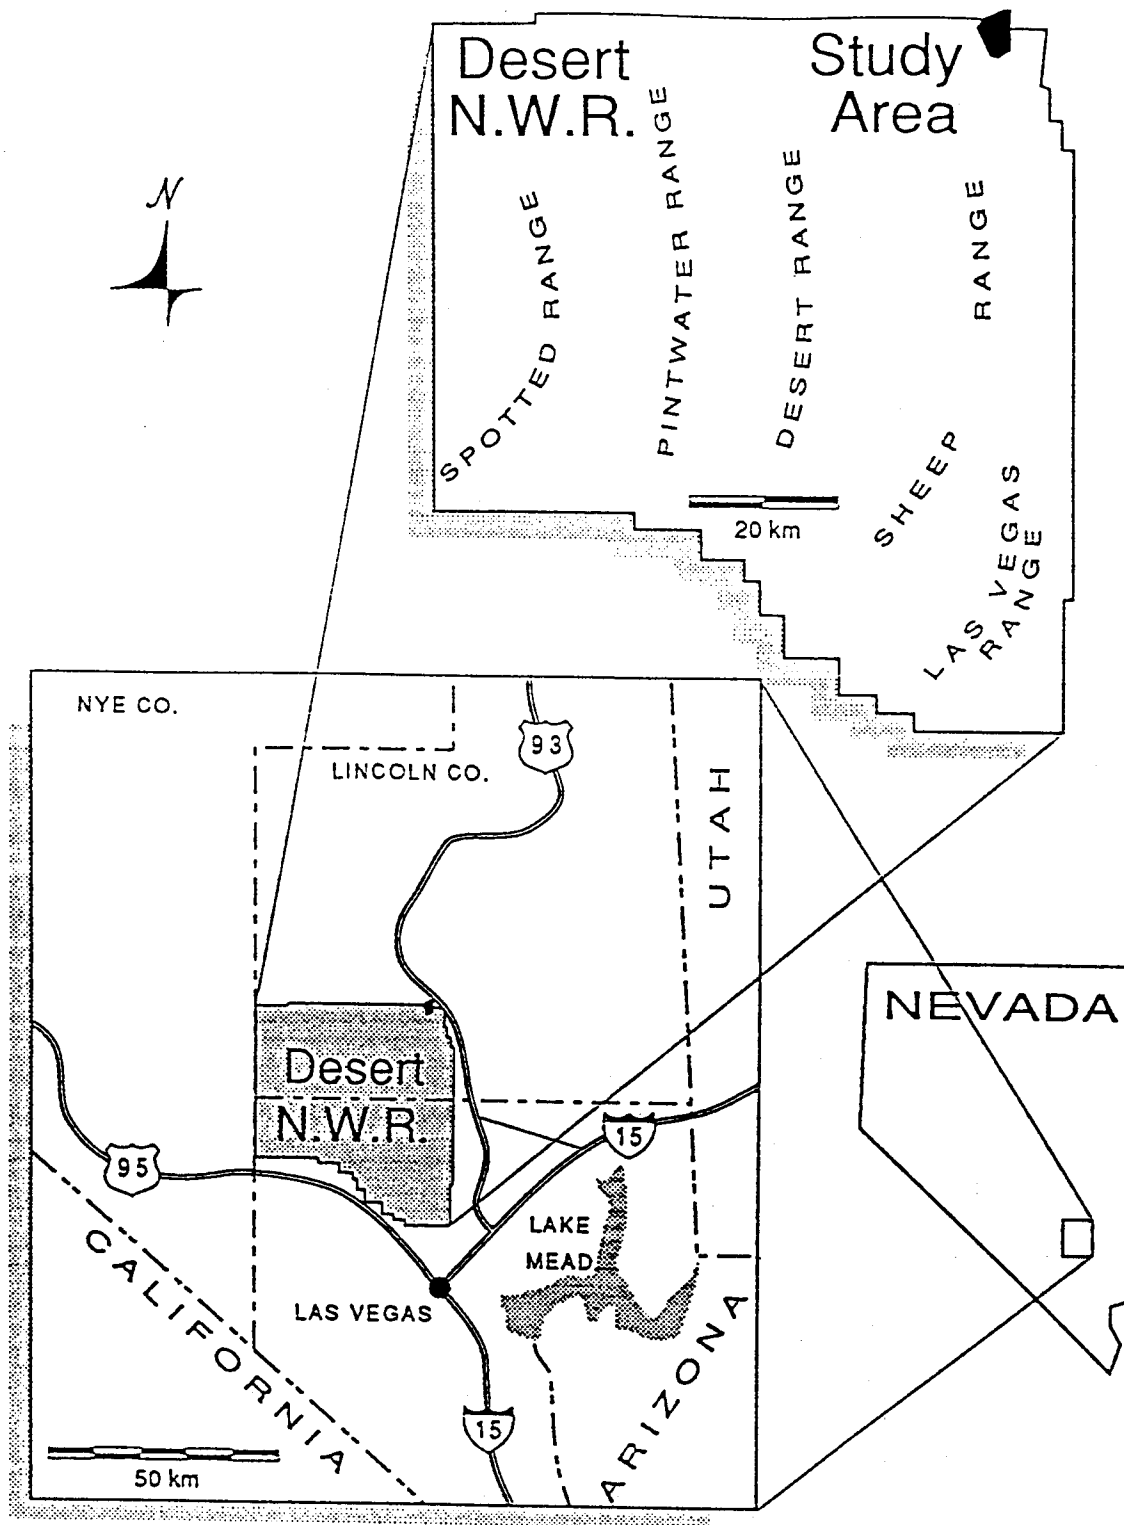 Desert
N.W.R.
Study
Area
N
SPOTTED RANGE
PINTWATER RANGE
DESERT RANGE
SHEEP RANGE
LAS VEGAS
RANGE
20 km
NYE CO.
LINCOLN CO.
93
UTAH
Desert
N.W.R.
95
15
LAKE
MEAD
LAS VEGAS
CALIFORNIA
ARIZONA
15
50 km
NEVADA